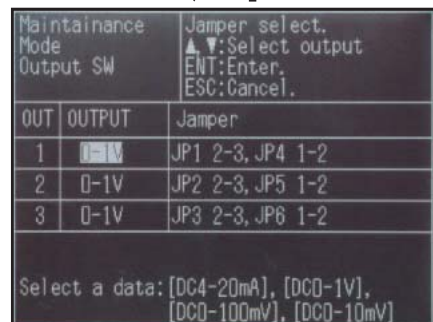 Maintainance
Mode
Output SW
Jamper select.
▲ ▼:Select output
ENT:Enter.
ESC:Cancel.
OUT OUTPUT Jamper
1 0-1V JP1 2-3, JP4 1-2
2 0-1V JP2 2-3, JP5 1-2
3 0-1V JP3 2-3, JP6 1-2
Select a data:[DC4-20mA], [DC0-1V],
[DC0-100mV], [DC0-10mV]